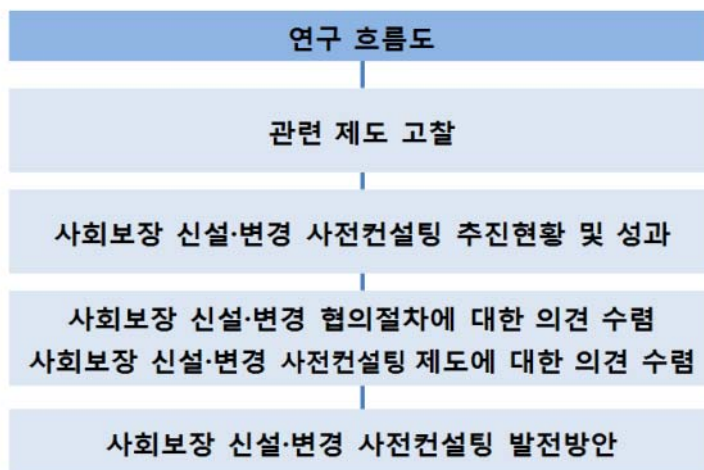 연구 흐름도
관련 제도 고찰
사회보장 신설·변경 사전컨설팅 추진현황 및 성과
사회보장 신설·변경 협의절차에 대한 의견 수렴
사회보장 신설·변경 사전컨설팅 제도에 대한 의견 수렴
사회보장 신설·변경 사전컨설팅 발전방안